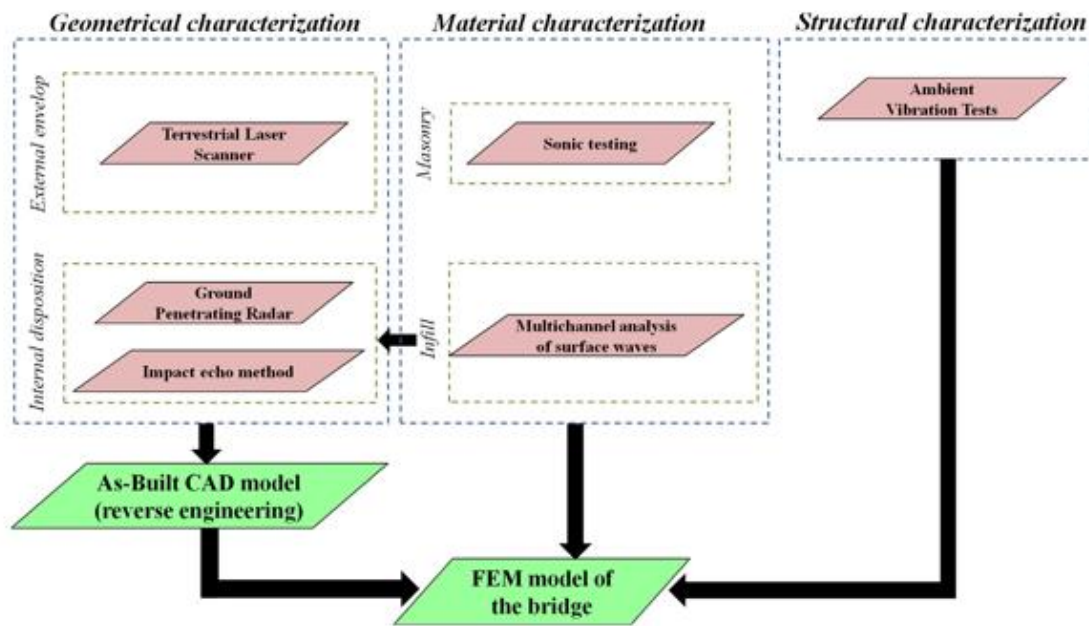 Geometrical characterization
Material characterization
Structural characterization
External envelop
Terrestrial Laser
Scanner
Masonry
Sonic testing
Ambient
Vibration Tests
Internal disposition
Ground
Penetrating Radar
Impact echo method
Infill
Multichannel analysis
of surface waves
As-Built CAD model
(reverse engineering)
FEM model of
the bridge